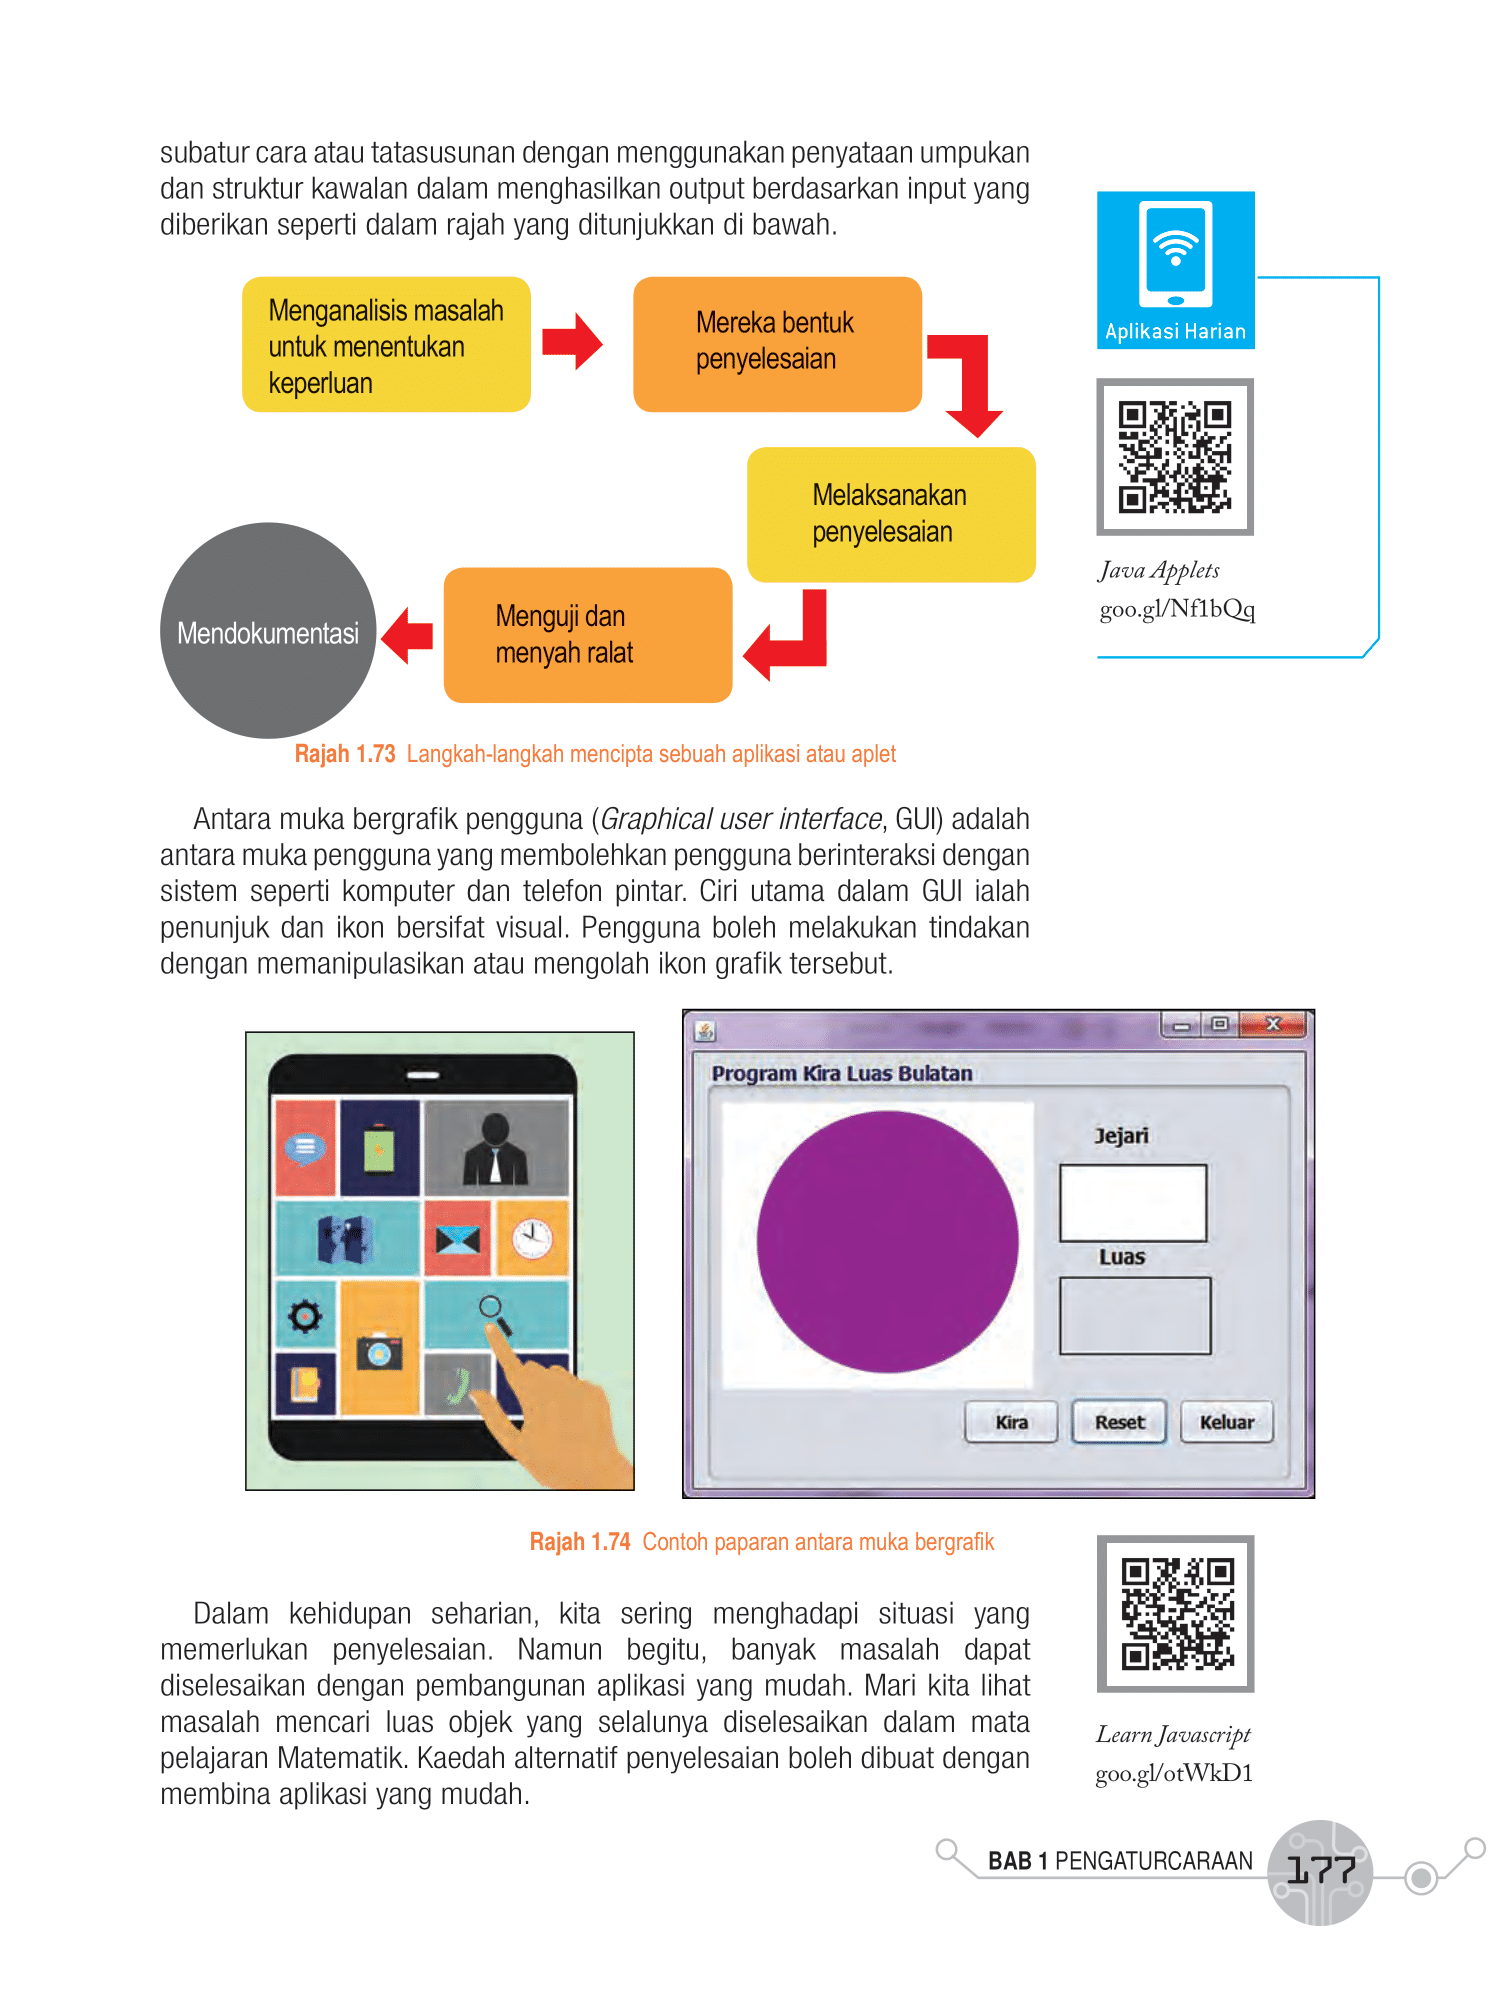 subatur cara atau tatasusunan dengan menggunakan penyataan umpukan
dan struktur kawalan dalam menghasilkan output berdasarkan input yang
diberikan seperti dalam rajah yang ditunjukkan di bawah.
Menganalisis masalah
untuk menentukan
keperluan
Mereka bentuk
penyelesaian
Melaksanakan
penyelesaian
Menguji dan
menyah ralat
Mendokumentasi
Rajah 1.73 Langkah-langkah mencipta sebuah aplikasi atau aplet
Aplikasi Harian
Java Applets
goo.gl/Nf1bQq
Antara muka bergrafik pengguna (Graphical user interface, GUI) adalah
antara muka pengguna yang membolehkan pengguna berinteraksi dengan
sistem seperti komputer dan telefon pintar. Ciri utama dalam GUI ialah
penunjuk dan ikon bersifat visual. Pengguna boleh melakukan tindakan
dengan memanipulasikan atau mengolah ikon grafik tersebut.
Program Kira Luas Bulatan
Jejari
Luas
Kira
Reset
Keluar
Rajah 1.74 Contoh paparan antara muka bergrafik
Dalam kehidupan seharian, kita sering menghadapi situasi yang
memerlukan penyelesaian. Namun begitu, banyak masalah dapat
diselesaikan dengan pembangunan aplikasi yang mudah. Mari kita lihat
masalah mencari luas objek yang selalunya diselesaikan dalam mata
pelajaran Matematik. Kaedah alternatif penyelesaian boleh dibuat dengan
membina aplikasi yang mudah.
Learn Javascript
goo.gl/otWkD1
BAB 1 PENGATURCARAAN
177